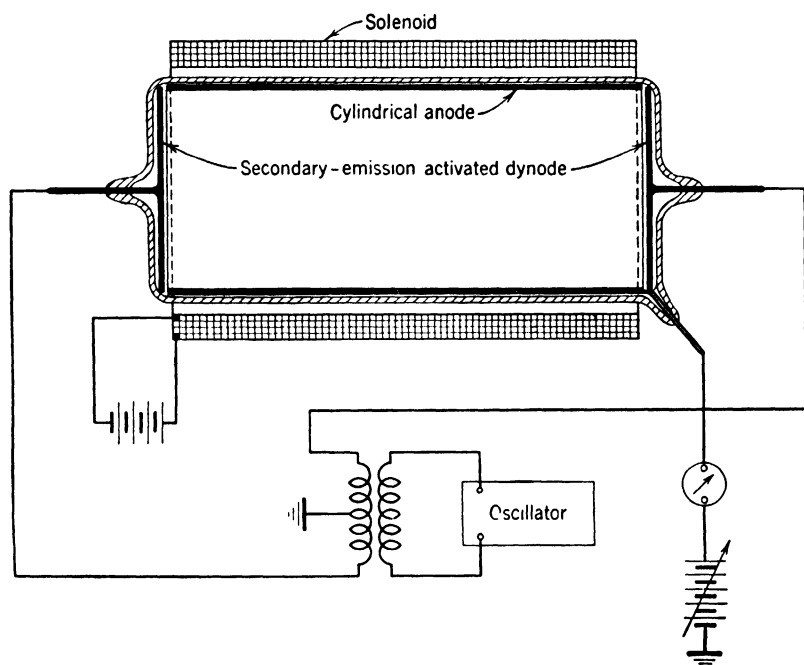 Solenoid
Cylindrical anode
Secondary-emission activated dynode
Oscillator